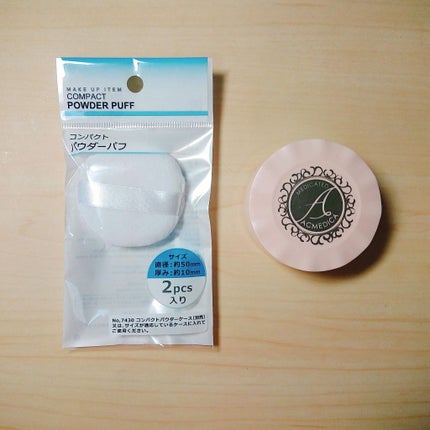 MAKE UP ITEM
COMPACT
POWDER PUFF
コンパクト
パウダーパフ
サイズ
直径:約50mm
厚み:約10mm
2pcs
入り
No.7430 コンパクトパウダーケース(別売)
又は、サイズが適応しているケースに入れて
ご使用ください。
MEDICATED
A
ACMEDICA